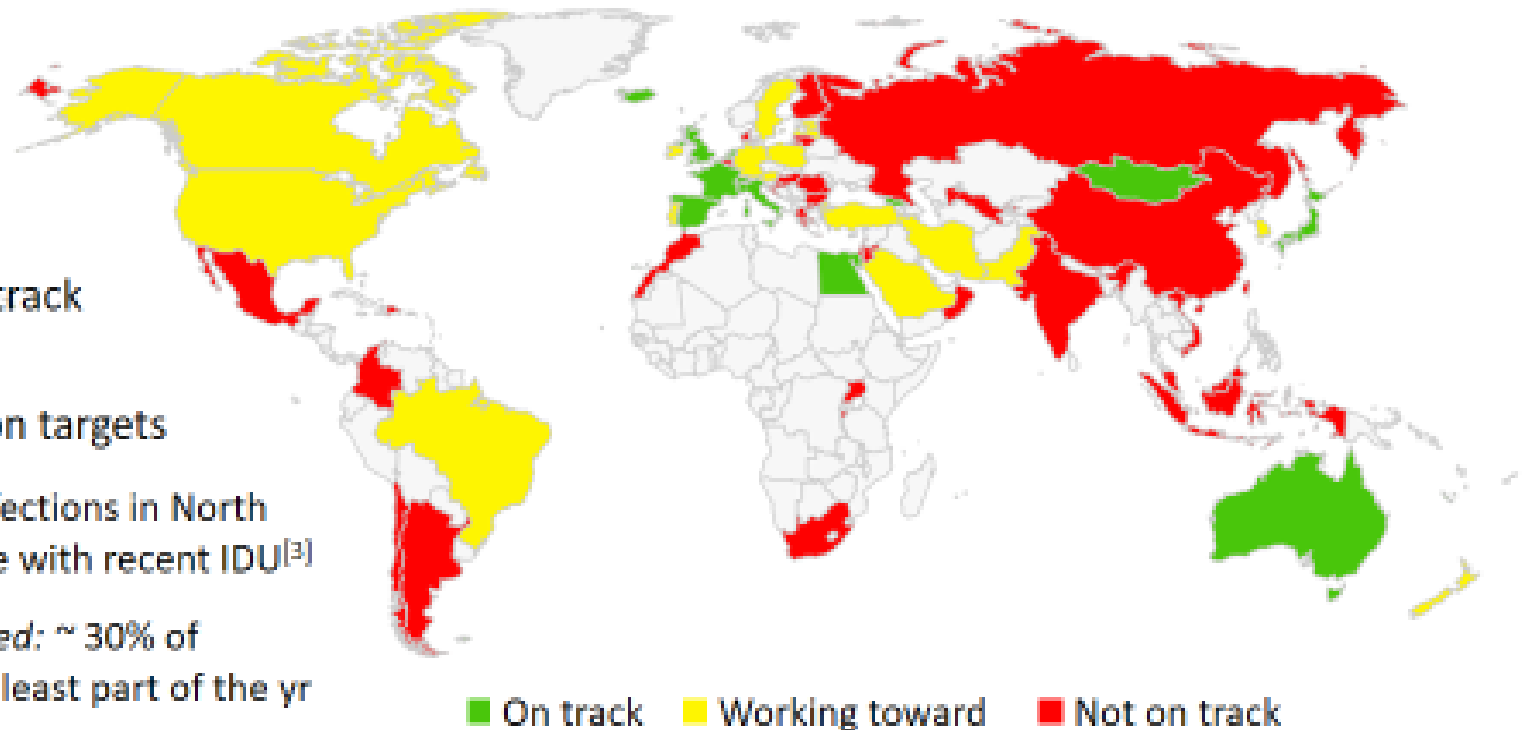 track
on targets
fections in North
e with recent IDU[3]
ed: ~ 30% of
least part of the yr
On track Working toward Not on track